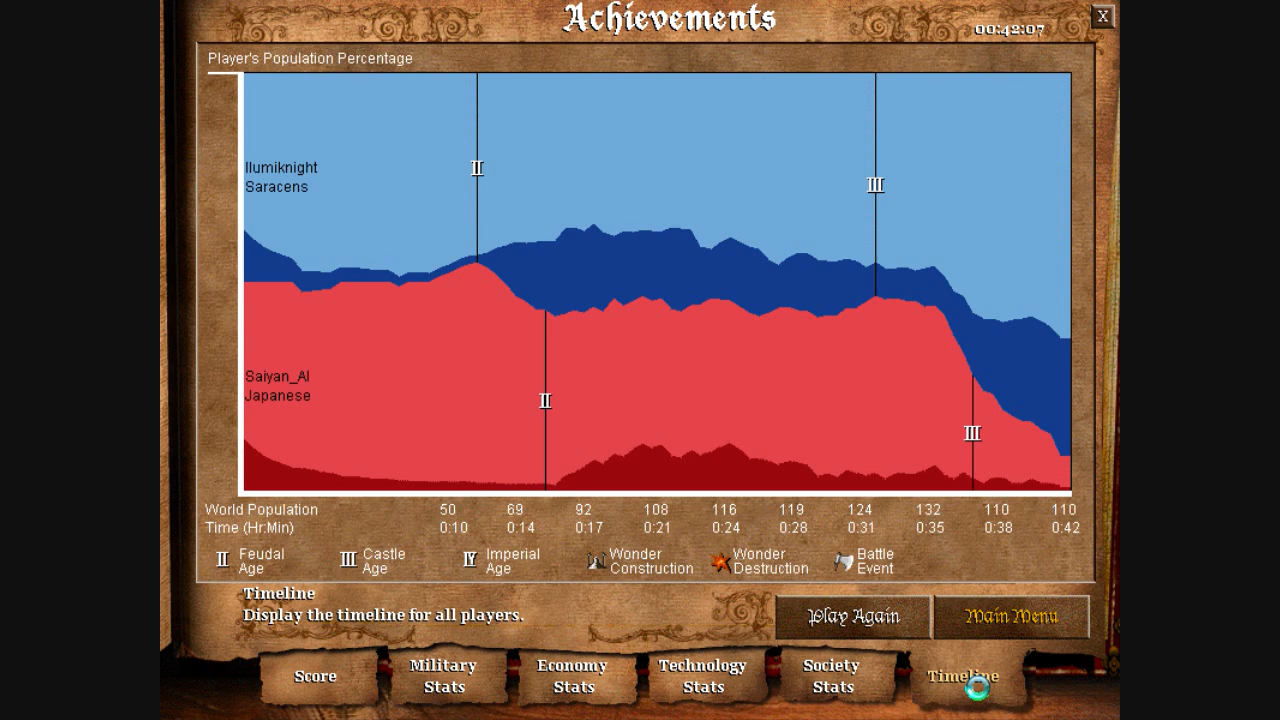 Achievements
00:42:07
X
Player's Population Percentage
Ilumiknight
Saracens
II
III
Saiyan_AI
Japanese
II
III
World Population 50 69 92 108 116 119 124 132 110 110
Time (Hr:Min) 0:10 0:14 0:17 0:21 0:24 0:28 0:31 0:35 0:38 0:42
II Feudal Age
III Castle Age
IV Imperial Age
Wonder Construction
Wonder Destruction
Battle Event
Timeline
Display the timeline for all players.
Play Again
Main Menu
Score
Military Stats
Economy Stats
Technology Stats
Society Stats
Timeline